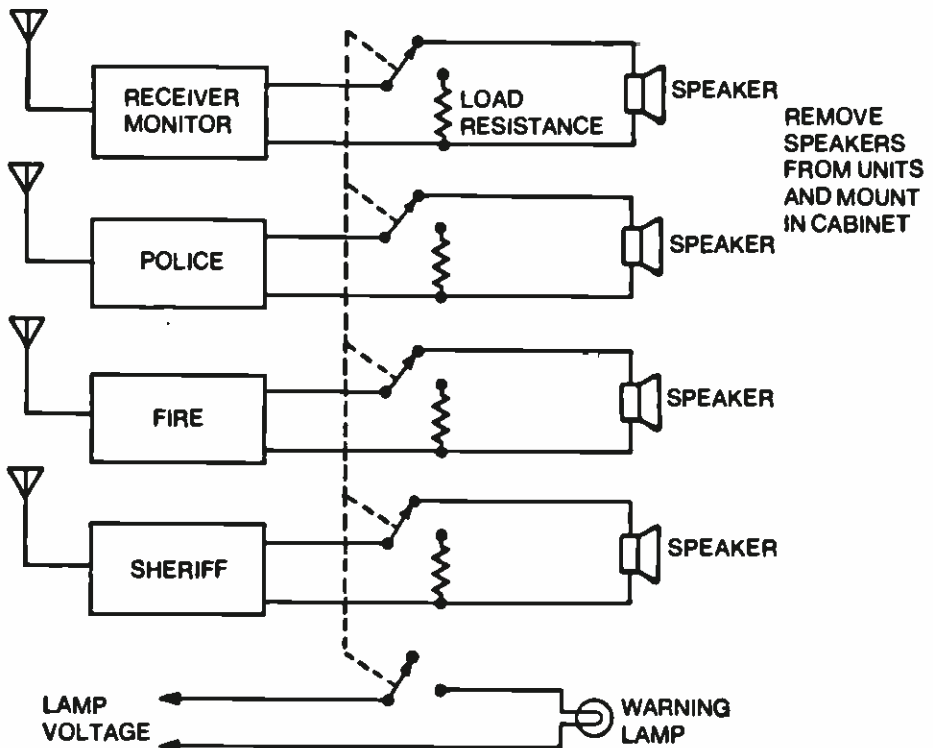 RECEIVER
MONITOR
LOAD
RESISTANCE
SPEAKER
REMOVE
SPEAKERS
FROM UNITS
AND MOUNT
IN CABINET
POLICE
SPEAKER
FIRE
SPEAKER
SHERIFF
SPEAKER
LAMP
VOLTAGE
WARNING
LAMP